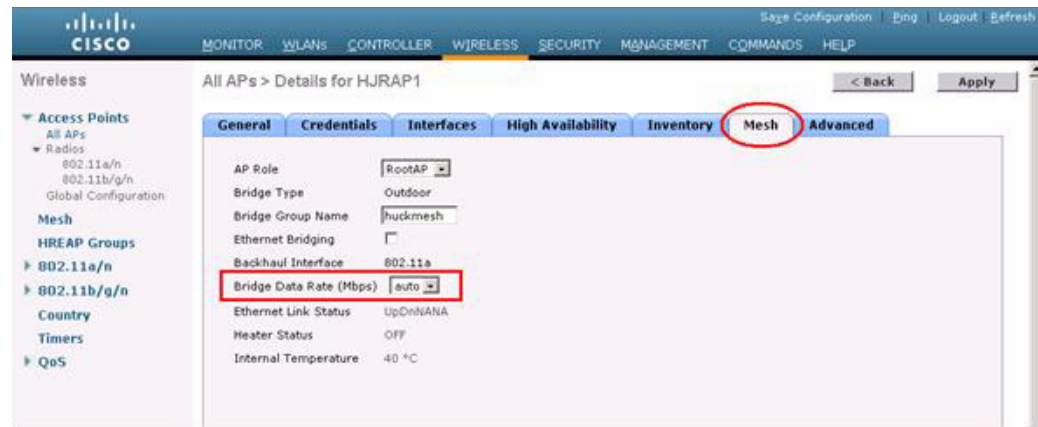 Save Configuration Ping Logout Refresh
CISCO
MONITOR WLANs CONTROLLER WIRELESS SECURITY MANAGEMENT COMMANDS HELP
Wireless
All APs > Details for HJRAP1
< Back
Apply
Access Points
All APs
Radios
802.11a/n
802.11b/g/n
Global Configuration
Mesh
HREAP Groups
802.11a/n
802.11b/g/n
Country
Timers
QoS
General Credentials Interfaces High Availability Inventory Mesh Advanced
AP Role RootAP
Bridge Type Outdoor
Bridge Group Name huckmesh
Ethernet Bridging
Backhaul Interface 802.11a
Bridge Data Rate (Mbps) auto
Ethernet Link Status UpDnNANA
Heater Status OFF
Internal Temperature 40 °C